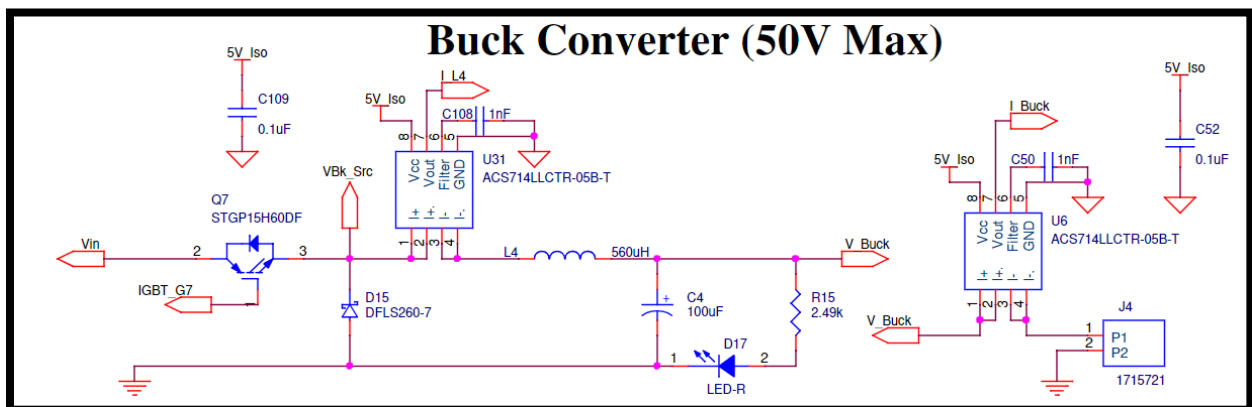 Buck Converter (50V Max)
5V_Iso
C109
0.1uF
I_L4
5V_Iso
C108
1nF
8
7
6
5
Vcc
Vout
Filter
GND
I+
I+.
I-
I-.
1
2
3
4
U31
ACS714LLCTR-05B-T
VBk_Src
Q7
STGP15H60DF
Vin
2
3
1
IGBT_G7
D15
DFLS260-7
L4
560uH
C4
100uF
R15
2.49k
1
D17
2
LED-R
V_Buck
I_Buck
5V_Iso
C50
1nF
8
7
6
5
Vcc
Vout
Filter
GND
I+
I+.
I-
I-.
1
2
3
4
U6
ACS714LLCTR-05B-T
5V_Iso
C52
0.1uF
V_Buck
J4
1
P1
2
P2
1715721